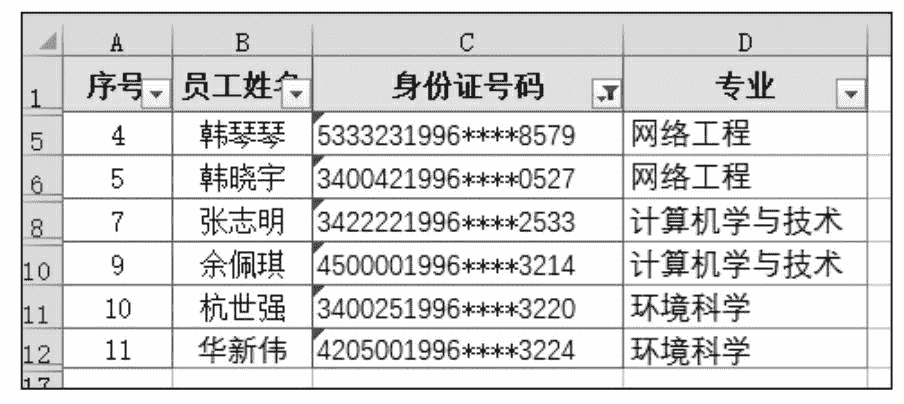 A B C D
1 序号 员工姓名 身份证号码 专业
5 4 韩琴琴 5333231996****8579 网络工程
6 5 韩晓宇 3400421996****0527 网络工程
8 7 张志明 3422221996****2533 计算机学与技术
10 9 余佩琪 4500001996****3214 计算机学与技术
11 10 杭世强 3400251996****3220 环境科学
12 11 华新伟 4205001996****3224 环境科学
17